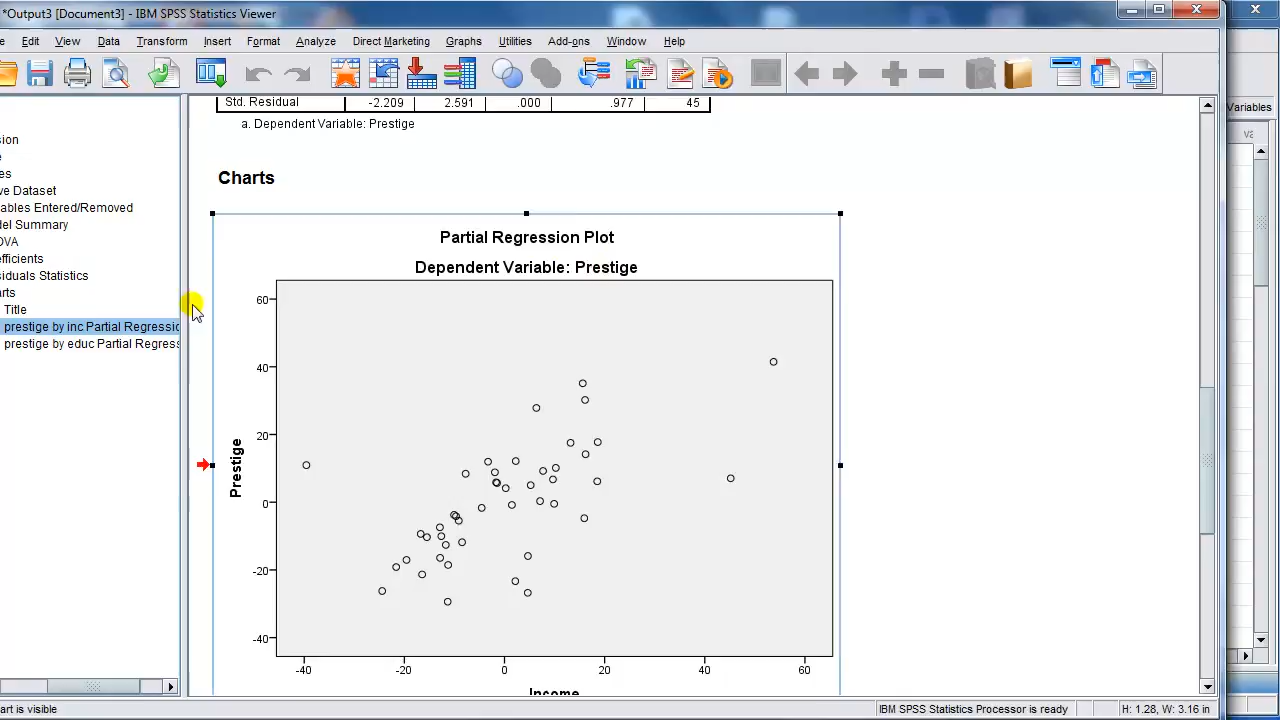 *Output3 [Document3] - IBM SPSS Statistics Viewer
Edit View Data Transform Insert Format Analyze Direct Marketing Graphs Utilities Add-ons Window Help
Variables
Std. Residual -2.209 2.591 .000 .977 45
a. Dependent Variable: Prestige
Charts
ve Dataset
ables Entered/Removed
del Summary
OVA
efficients
siduals Statistics
arts
Title
prestige by inc Partial Regressio
prestige by educ Partial Regress
Partial Regression Plot
Dependent Variable: Prestige
60
40
20
0
-20
-40
Prestige
-40 -20 0 20 40 60
Income
art is visible
IBM SPSS Statistics Processor is ready
H: 1.28, W: 3.16 in